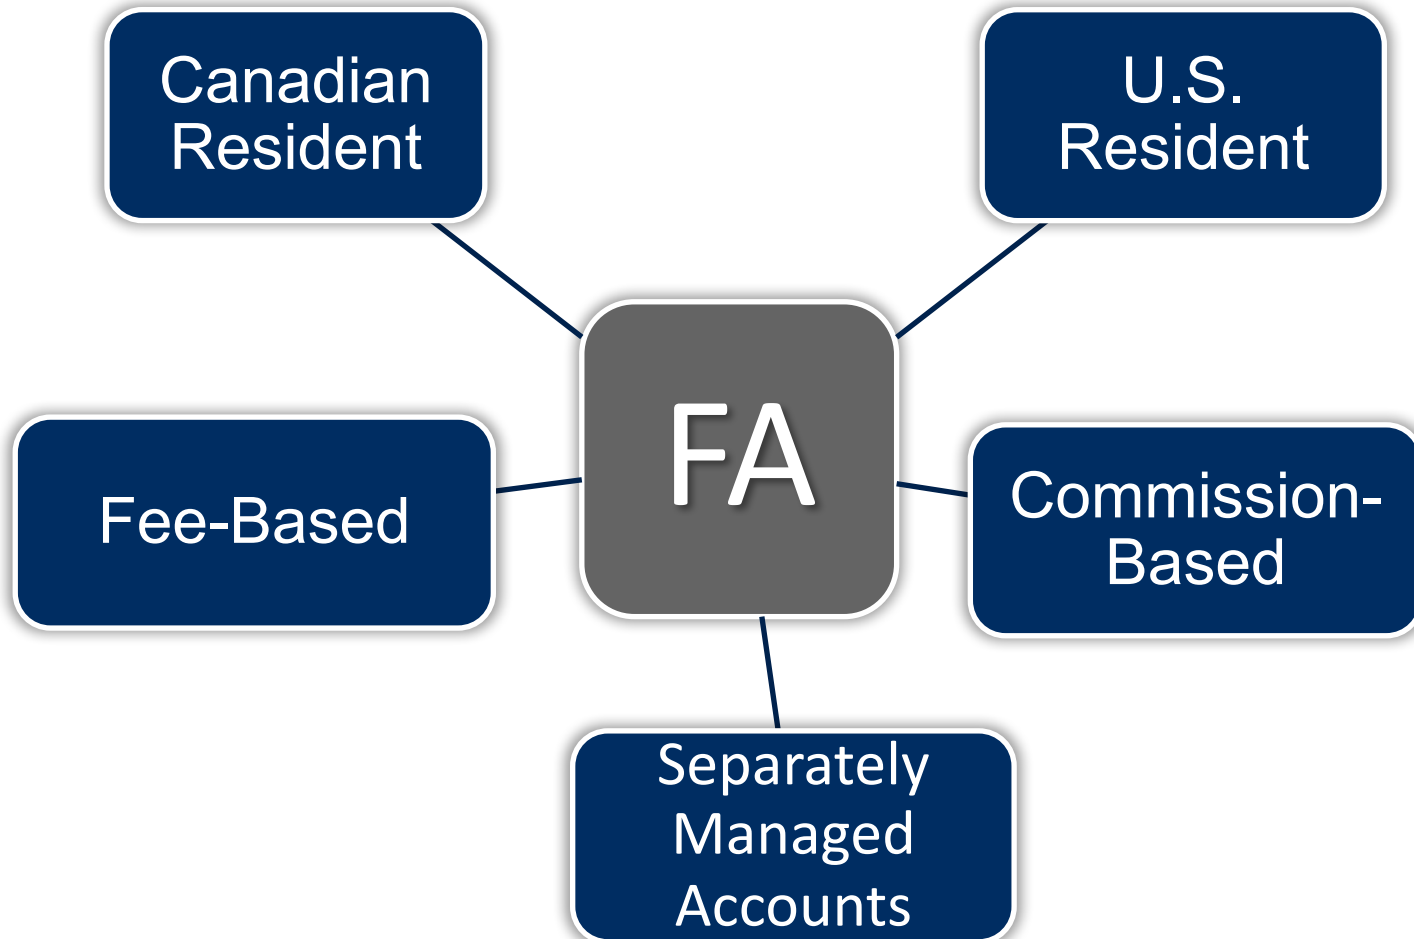 Canadian
Resident
U.S.
Resident
FA
Fee-Based
Commission-
Based
Separately
Managed
Accounts